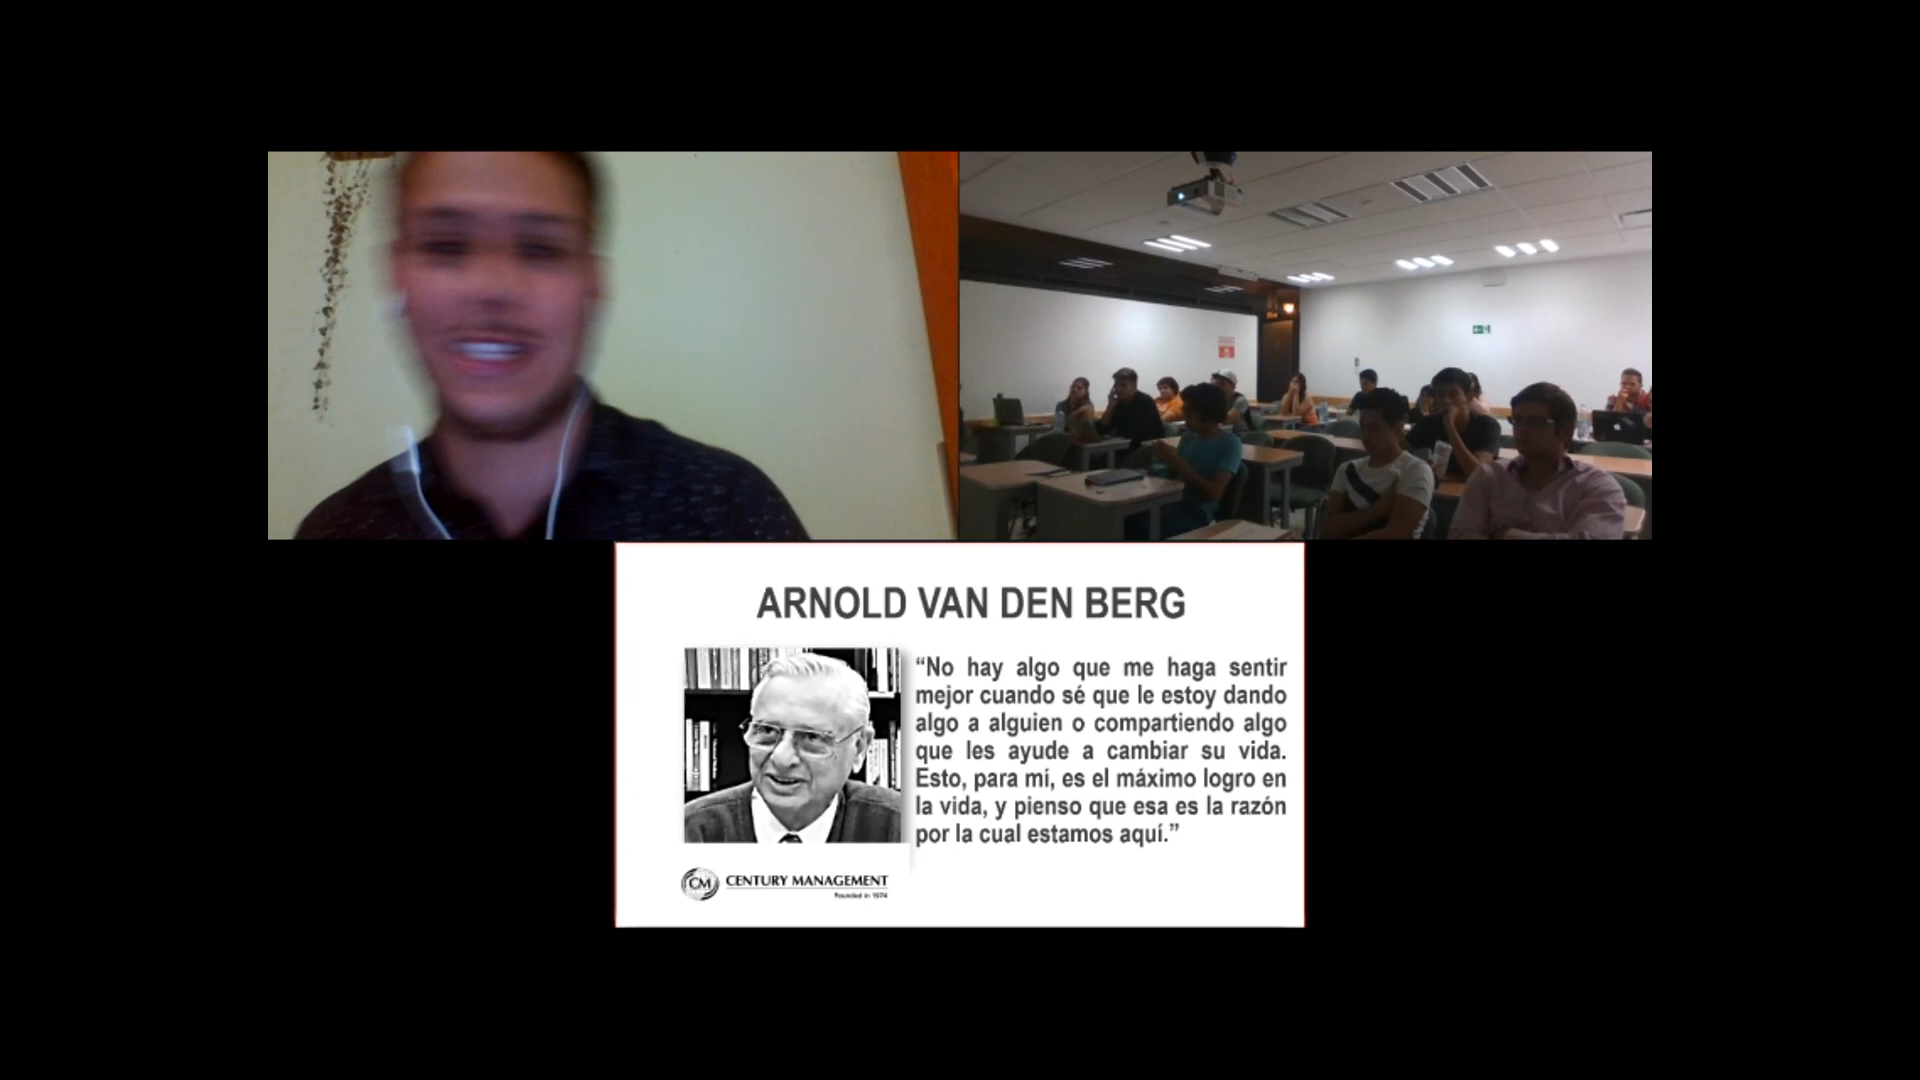 ARNOLD VAN DEN BERG
“No hay algo que me haga sentir
mejor cuando sé que le estoy dando
algo a alguien o compartiendo algo
que les ayude a cambiar su vida.
Esto, para mí, es el máximo logro en
la vida, y pienso que esa es la razón
por la cual estamos aquí.”
CM CENTURY MANAGEMENT
Founded in 1974